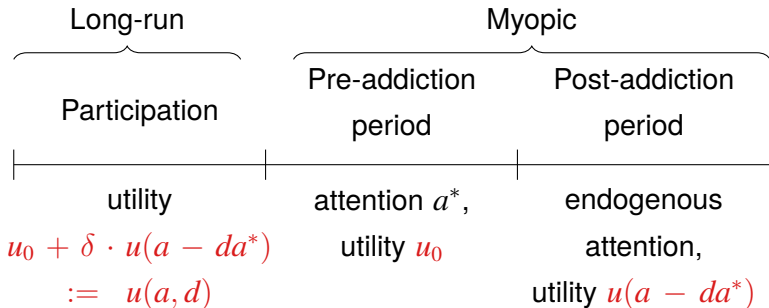 Long-run Myopic
Participation
Pre-addiction period
Post-addiction period
utility
u₀ + δ · u(a − da*)
:= u(a, d)
attention a*,
utility u₀
endogenous
attention,
utility u(a − da*)